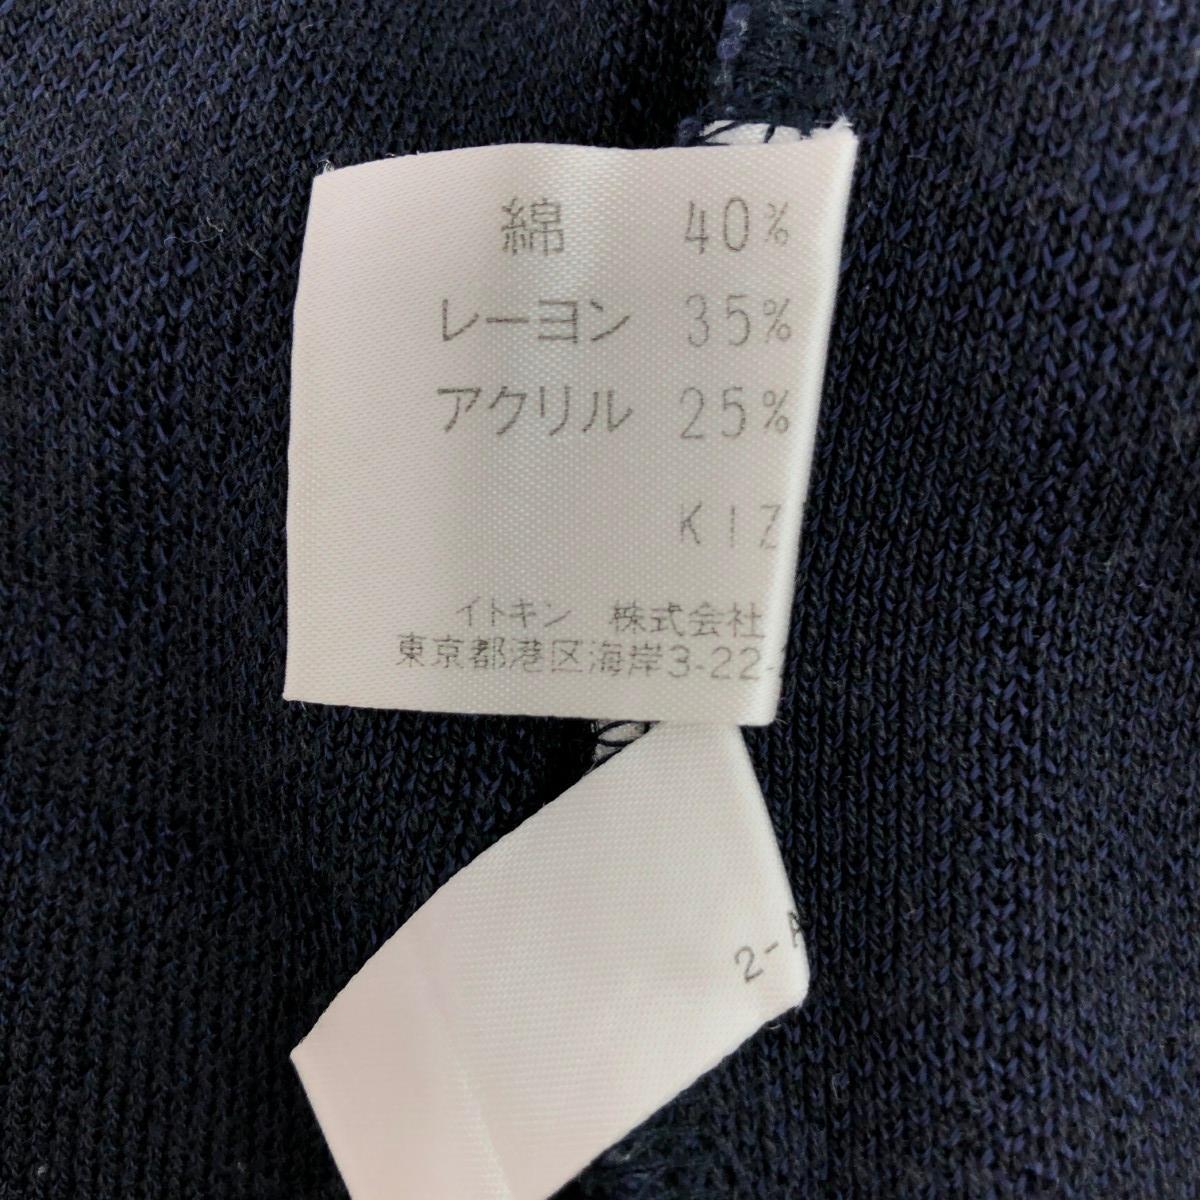 綿 40%
レーヨン 35%
アクリル 25%
KIZ
イトキン 株式会社
東京都港区海岸3-22-
2-A